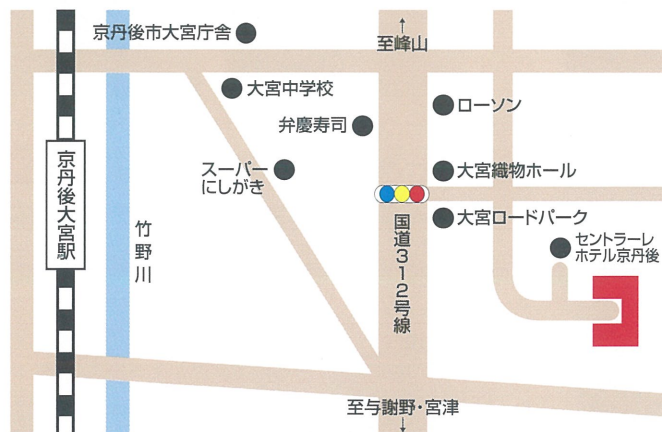 京丹後市大宮庁舎
↑
至峰山
大宮中学校
ローソン
弁慶寿司
スーパー
にしがき
大宮織物ホール
京丹後大宮駅
竹野川
国道312号線
大宮ロードパーク
セントラーレ
ホテル京丹後
至与謝野・宮津
↓